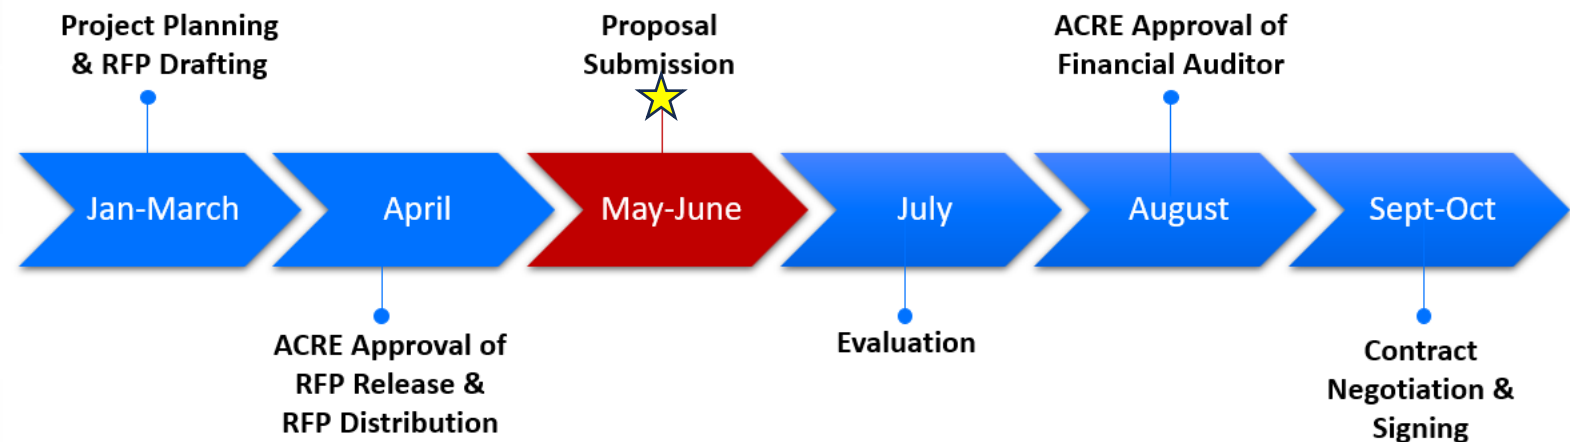 Project Planning
& RFP Drafting
Proposal
Submission
ACRE Approval of
Financial Auditor
Jan-March
April
May-June
July
August
Sept-Oct
ACRE Approval of
RFP Release &
RFP Distribution
Evaluation
Contract
Negotiation &
Signing